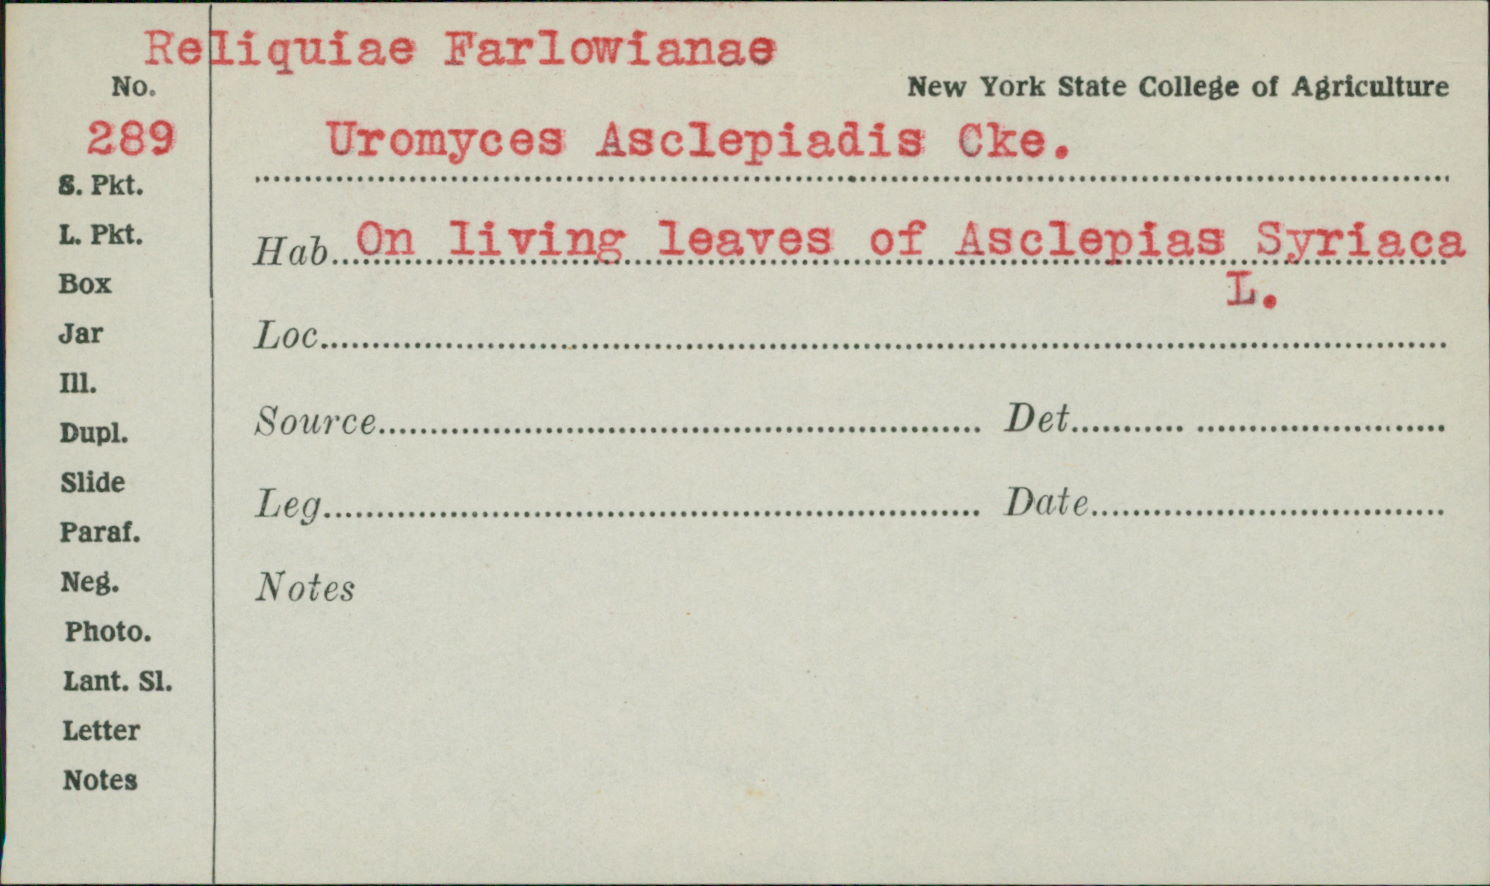 Reliquiae Farlowianae
No.
New York State College of Agriculture
289
Uromyces Asclepiadis Cke.
S. Pkt.
L. Pkt.
Hab. On living leaves of Asclepias Syriaca
L.
Box
Jar
Loc.
Ill.
Dupl.
Source
Det.
Slide
Leg.
Date
Paraf.
Neg.
Notes
Photo.
Lant. Sl.
Letter
Notes